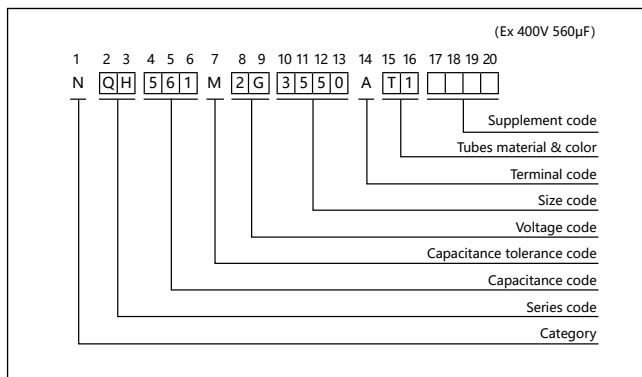 (Ex 400V 560μF)
1 2 3 4 5 6 7 8 9 10 11 12 13 14 15 16 17 18 19 20
N Q H 5 6 1 M 2 G 3 5 5 0 A T 1
Supplement code
Tubes material & color
Terminal code
Size code
Voltage code
Capacitance tolerance code
Capacitance code
Series code
Category